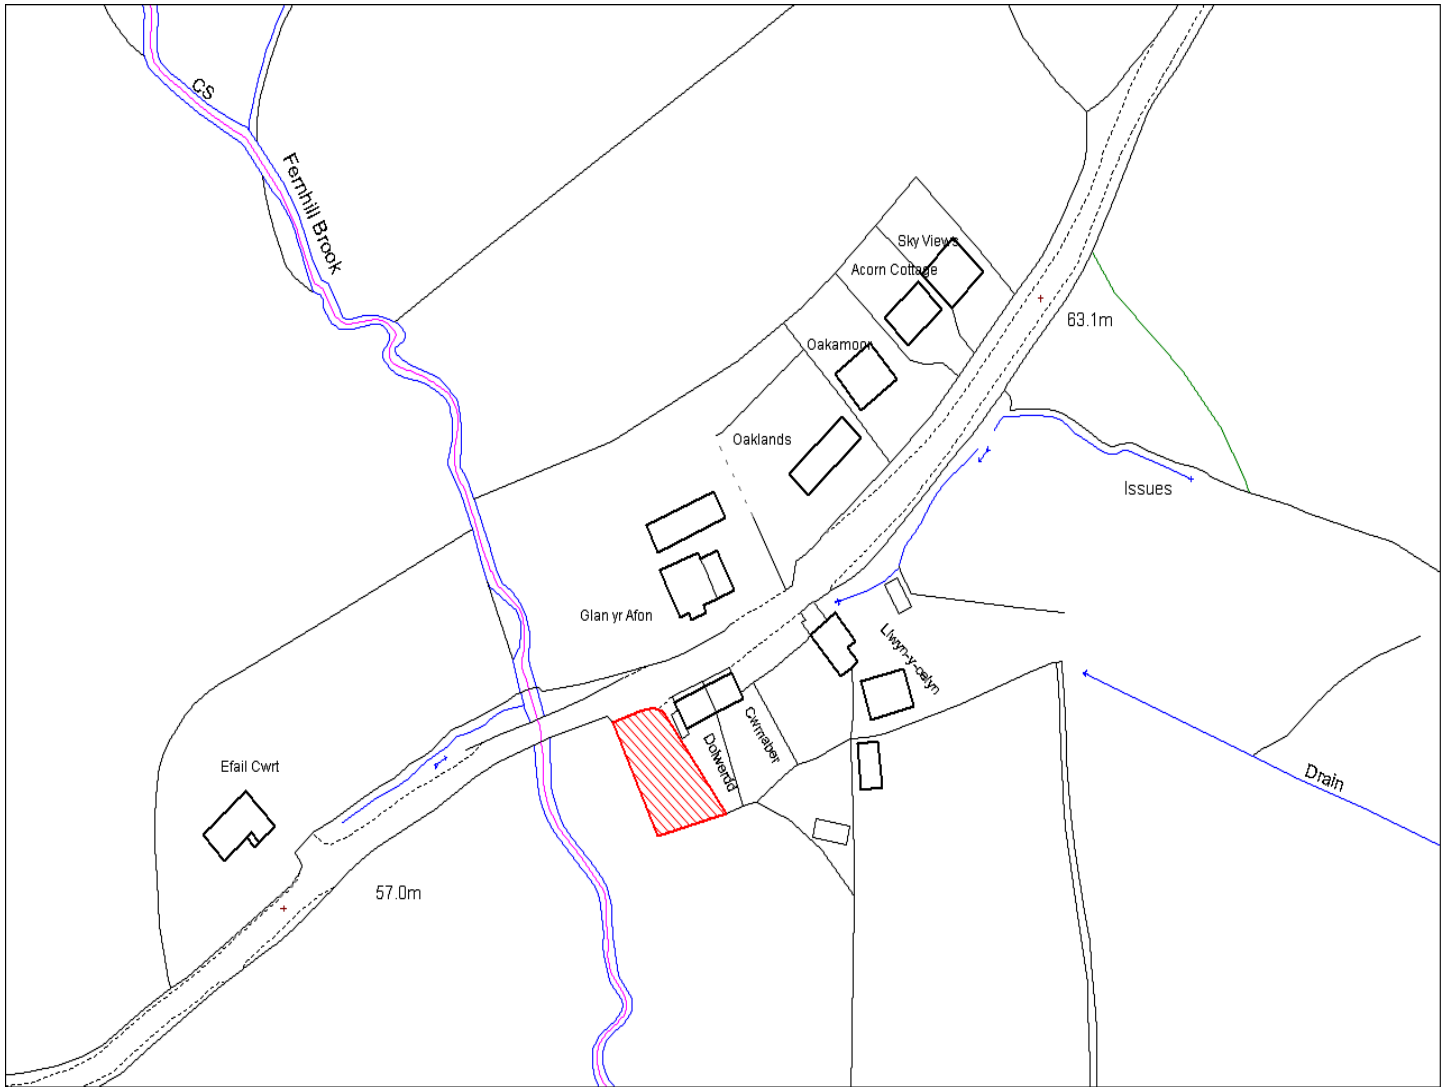 CS
Fernhill Brook
Sky Views
Acorn Cottage
63.1m
Oakamoor
Oaklands
Issues
Glan yr Afon
Llwyn-y-celyn
Cwmaber
Dolwerdd
Efail Cwrt
Drain
57.0m